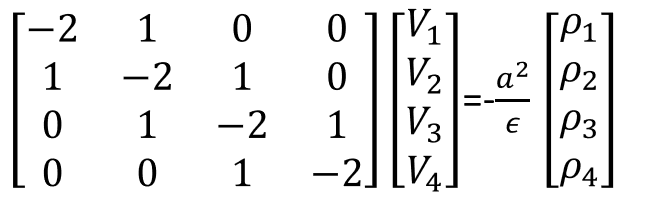 [−2 1 0 0] [V₁] [ρ₁]
[1 −2 1 0] [V₂] =- a²/ϵ [ρ₂]
[0 1 −2 1] [V₃] [ρ₃]
[0 0 1 −2] [V₄] [ρ₄]